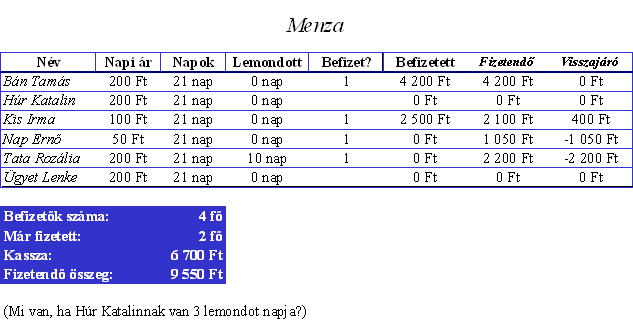 Menza
Név Napi ár Napok Lemondott Befizet? Befizetett Fizetendő Visszajáró
Bán Tamás 200 Ft 21 nap 0 nap 1 4 200 Ft 4 200 Ft 0 Ft
Húr Katalin 200 Ft 21 nap 0 nap 0 Ft 0 Ft 0 Ft
Kis Irma 100 Ft 21 nap 0 nap 1 2 500 Ft 2 100 Ft 400 Ft
Nap Ernő 50 Ft 21 nap 0 nap 1 0 Ft 1 050 Ft -1 050 Ft
Tata Rozália 200 Ft 21 nap 10 nap 1 0 Ft 2 200 Ft -2 200 Ft
Ügyet Lenke 200 Ft 21 nap 0 nap 0 Ft 0 Ft 0 Ft
Befizetők száma: 4 fő
Már fizetett: 2 fő
Kassza: 6 700 Ft
Fizetendő összeg: 9 550 Ft
(Mi van, ha Húr Katalinnak van 3 lemondot napja?)